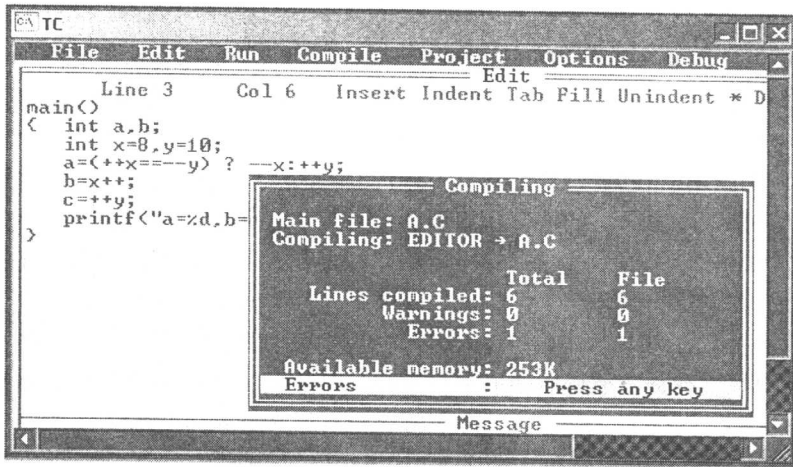 C:\ TC
File Edit Run Compile Project Options Debug
Edit
Line 3 Col 6 Insert Indent Tab Fill Unindent * D
main()
{ int a,b;
int x=8,y=10;
a=(++x==--y) ? --x:++y;
b=x++;
c=++y;
printf("a=%d,b=
}
Compiling
Main file: A.C
Compiling: EDITOR → A.C
Total File
Lines compiled: 6 6
Warnings: 0 0
Errors: 1 1
Available memory: 253K
Errors : Press any key
Message